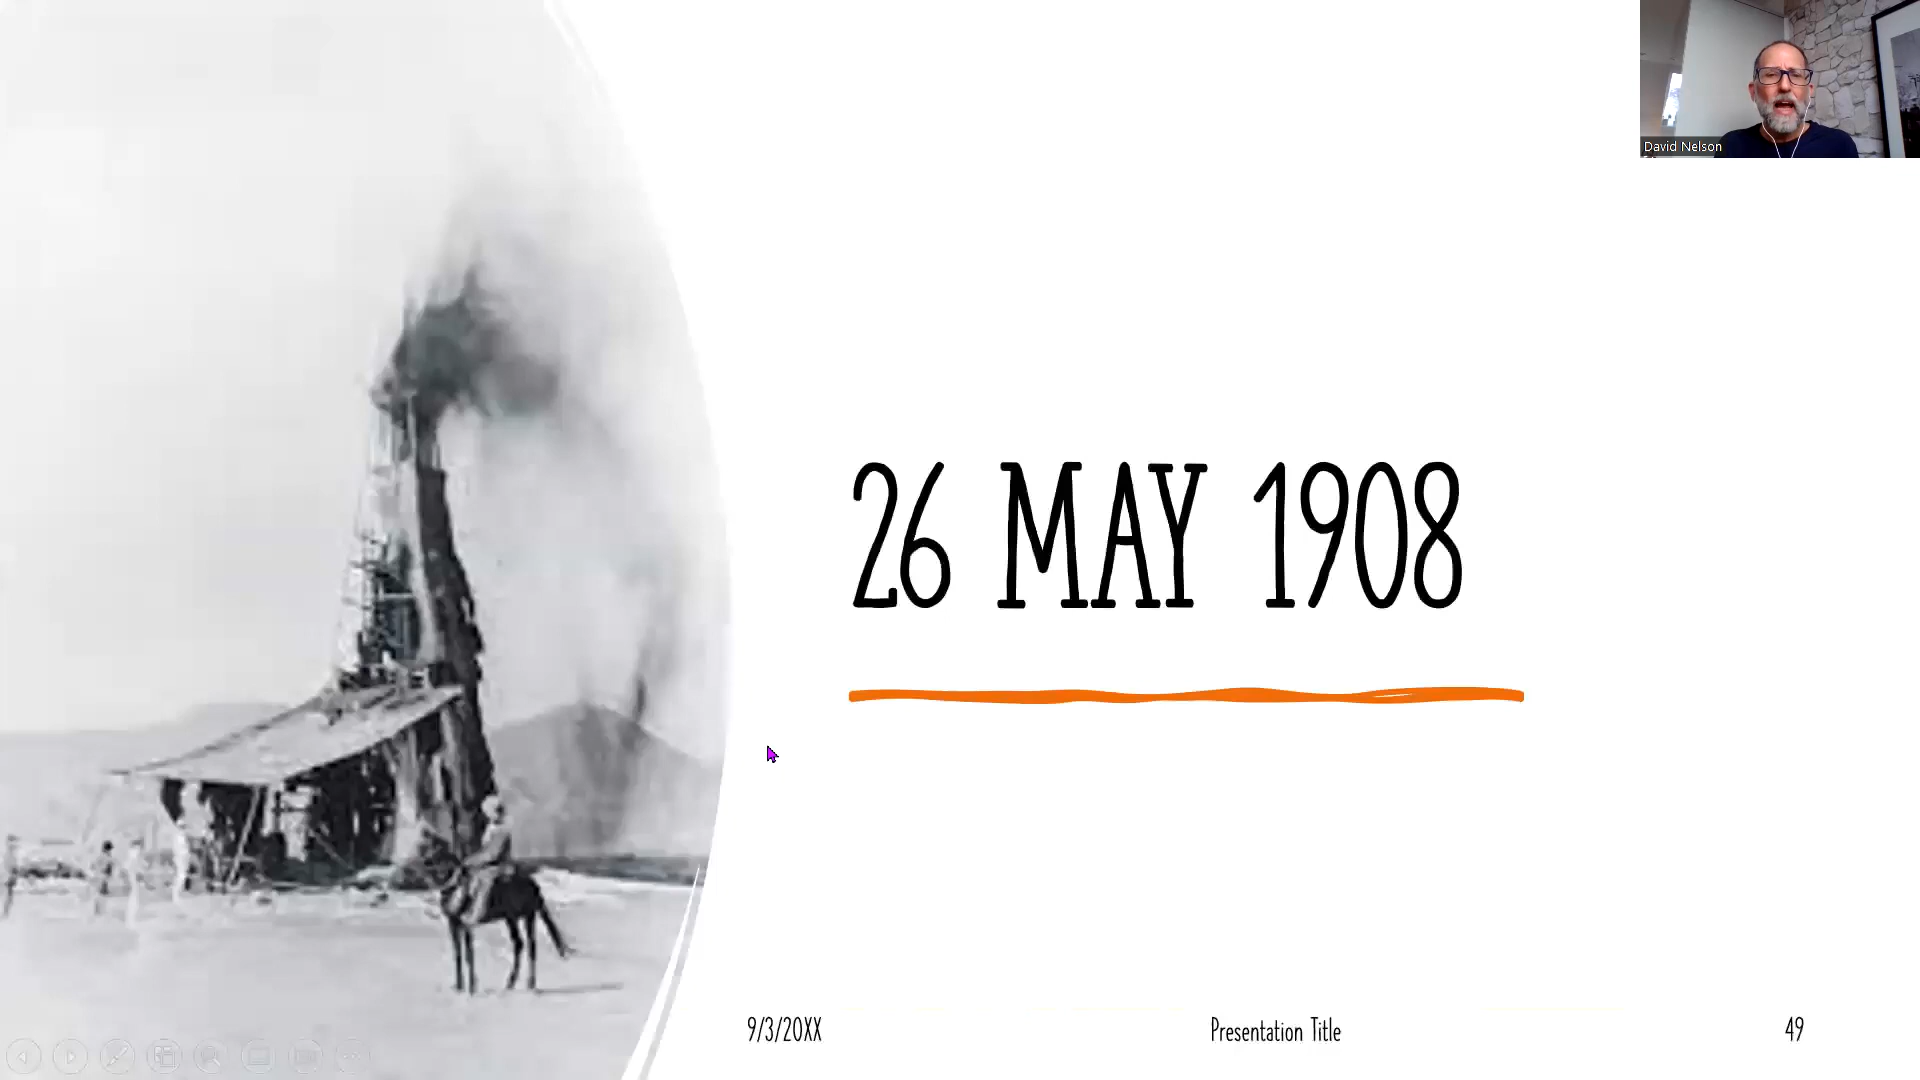 David Nelson
26 MAY 1908
9/3/20XX
Presentation Title
49